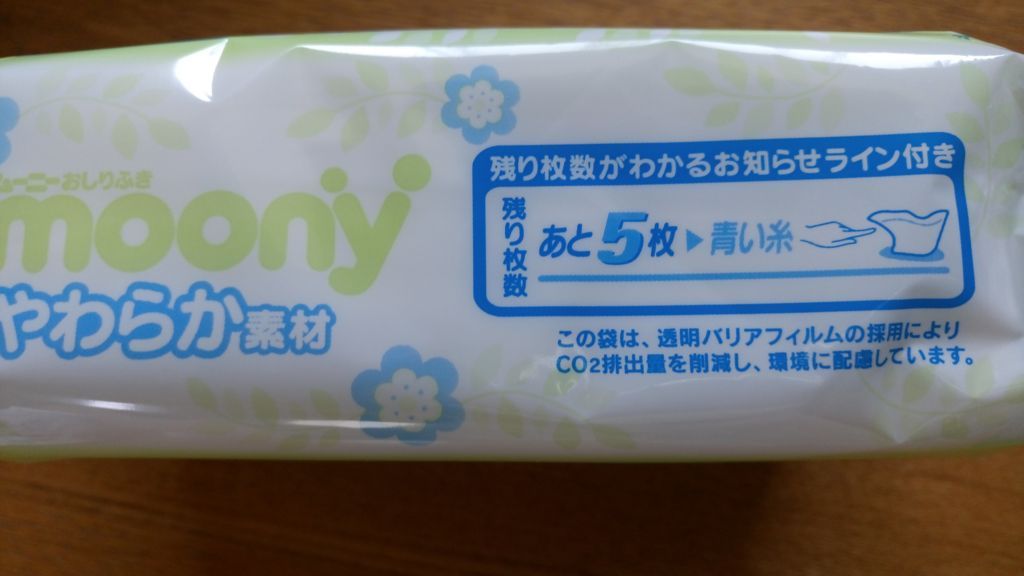 ムーニーおしりふき
moony
やわらか素材
残り枚数がわかるお知らせライン付き
残り枚数
あと5枚▶青い糸
この袋は、透明バリアフィルムの採用により
CO2排出量を削減し、環境に配慮しています。